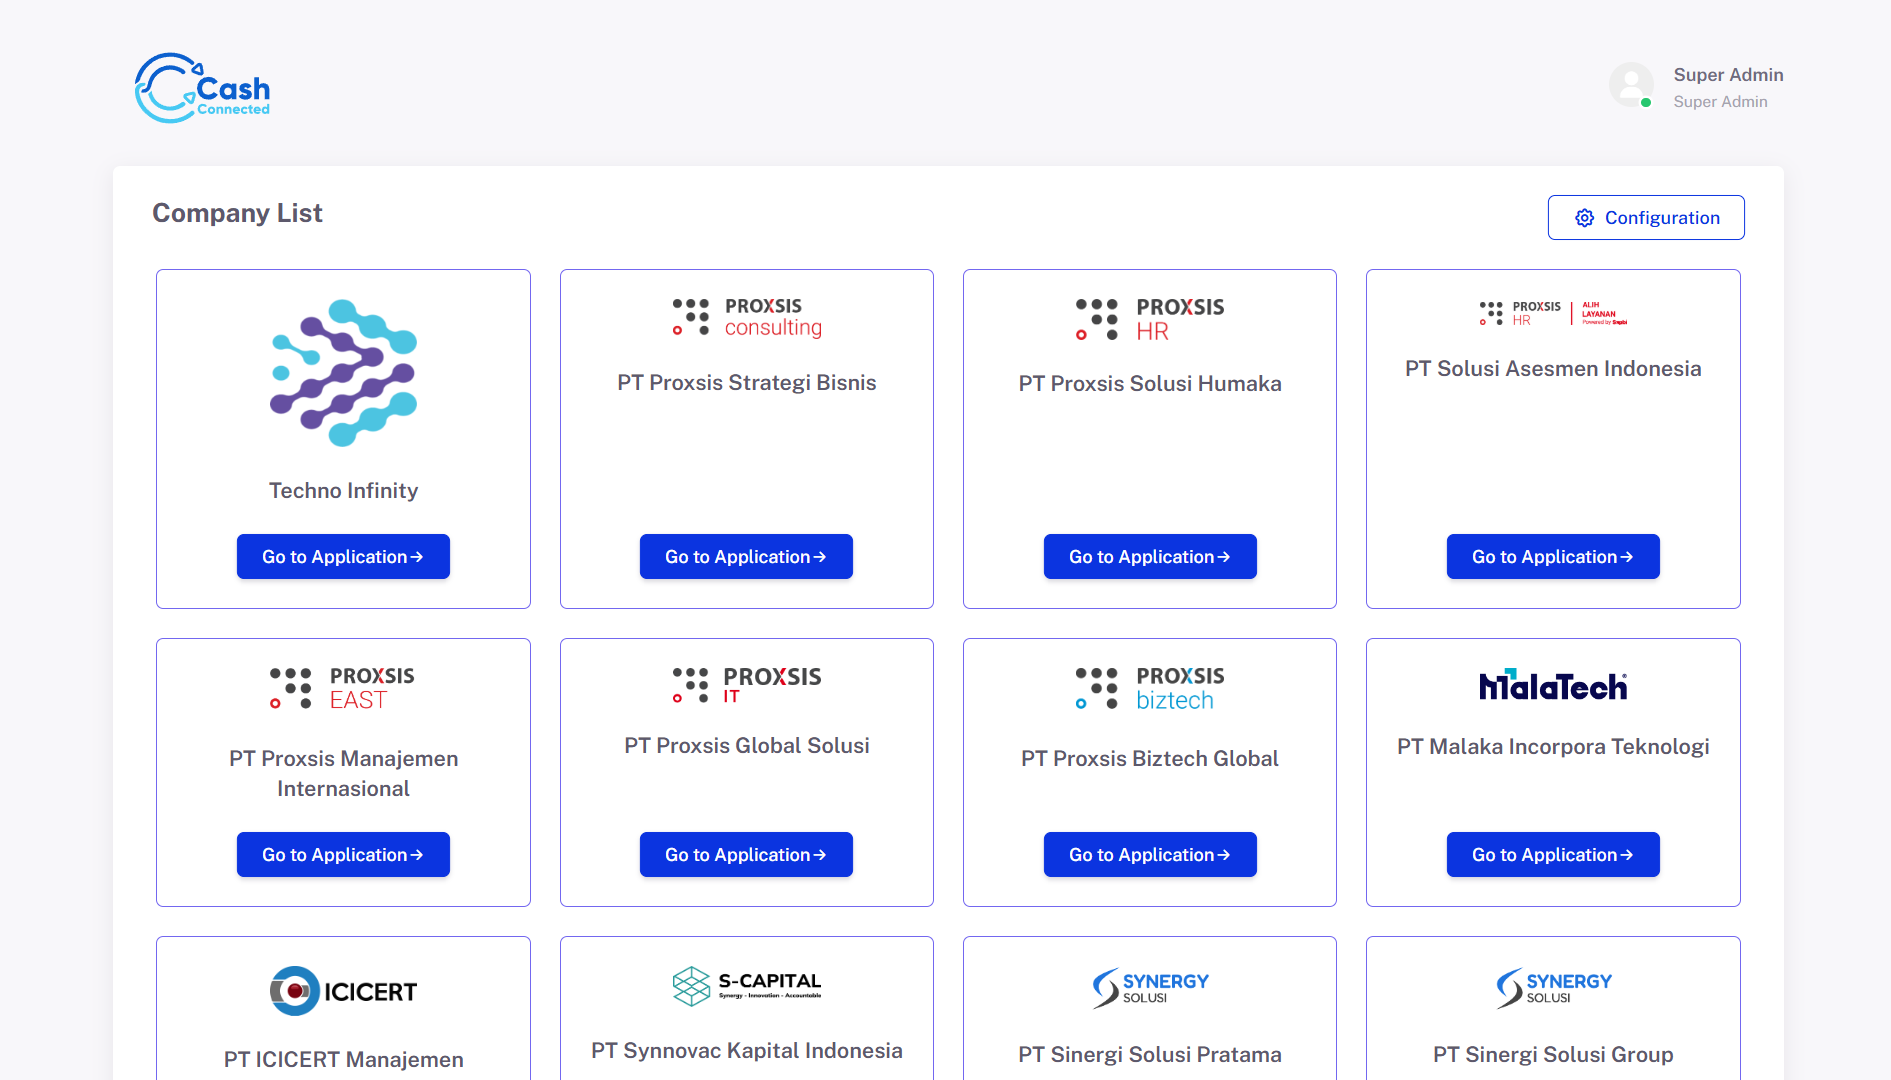 Cash
Connected
Super Admin
Super Admin
Company List
Configuration
Techno Infinity
Go to Application
PROXSIS
consulting
PT Proxsis Strategi Bisnis
Go to Application
PROXSIS
HR
PT Proxsis Solusi Humaka
Go to Application
PROXSIS
HR
ALIH
LAYANAN
Powered by
PT Solusi Asesmen Indonesia
Go to Application
PROXSIS
EAST
PT Proxsis Manajemen
Internasional
Go to Application
PROXSIS
IT
PT Proxsis Global Solusi
Go to Application
PROXSIS
biztech
PT Proxsis Biztech Global
Go to Application
MalaTech
PT Malaka Incorpora Teknologi
Go to Application
ICICERT
PT ICICERT Manajemen
S-CAPITAL
Synergy - Innovation - Accountable
PT Synnovac Kapital Indonesia
SYNERGY
SOLUSI
PT Sinergi Solusi Pratama
SYNERGY
SOLUSI
PT Sinergi Solusi Group